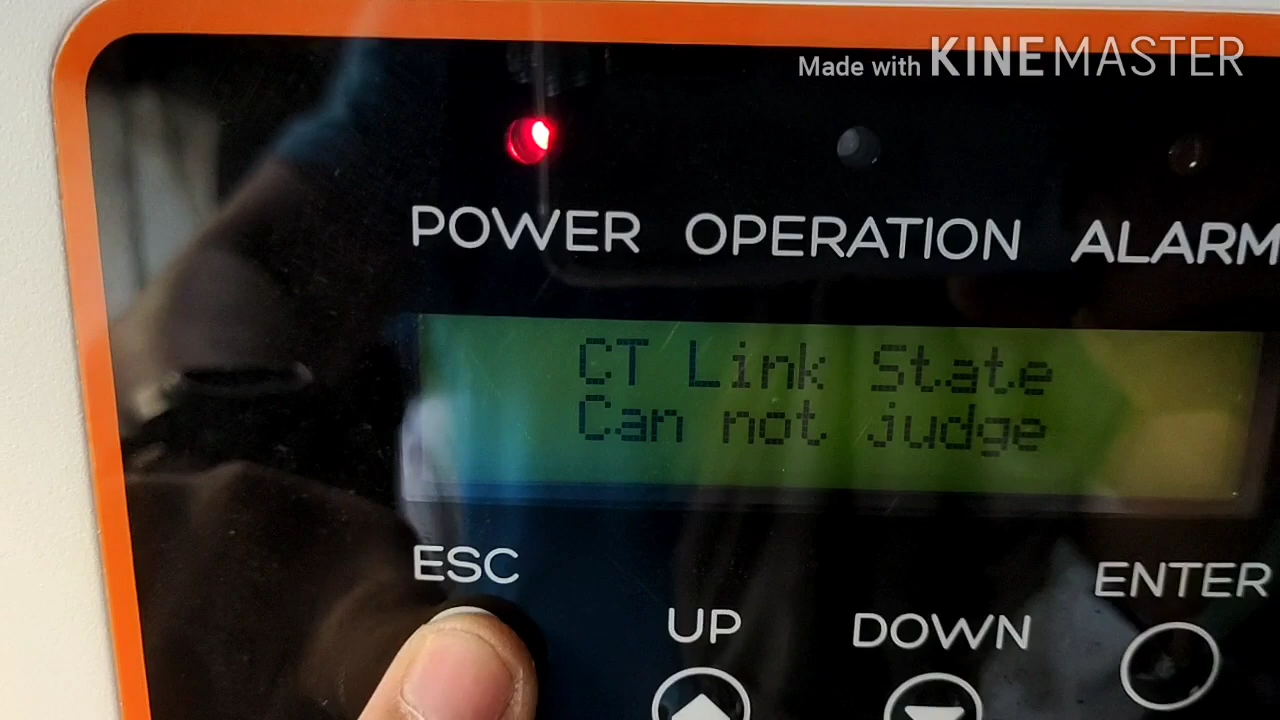 Made with KINEMASTER
POWER OPERATION ALARM
CT Link State
Can not judge
ESC
UP
DOWN
ENTER